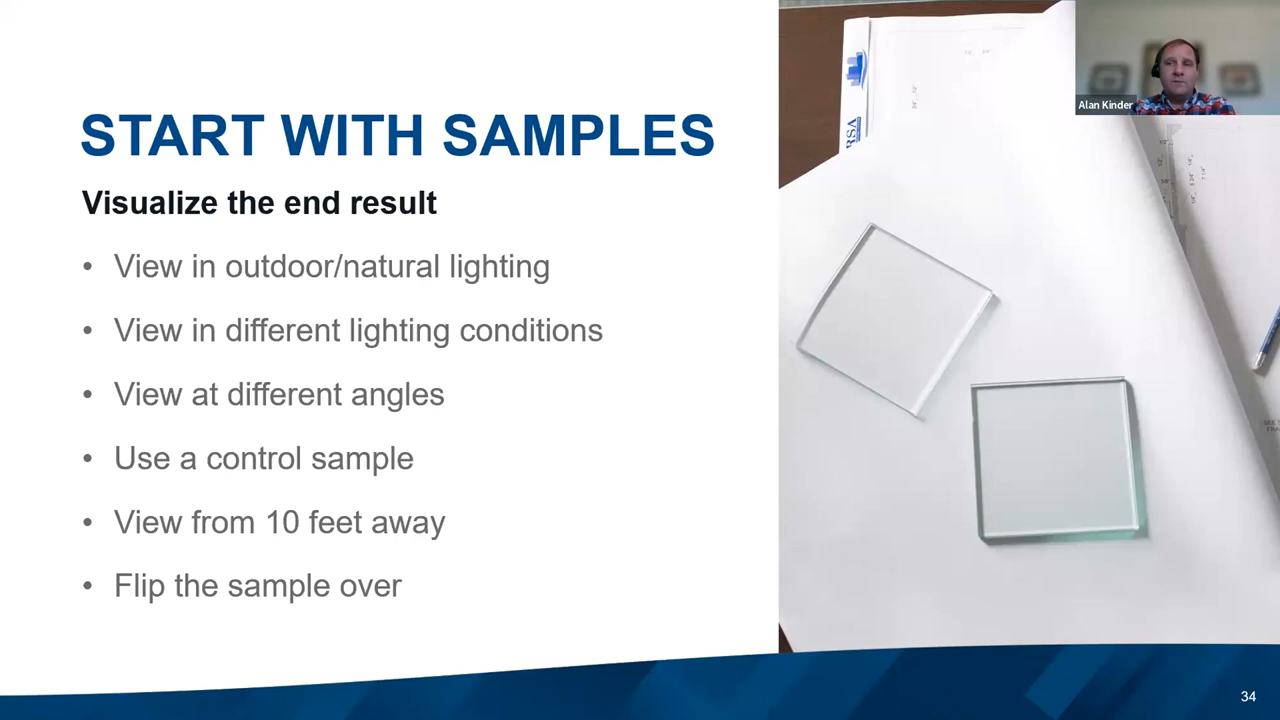 START WITH SAMPLES
Visualize the end result
• View in outdoor/natural lighting
• View in different lighting conditions
• View at different angles
• Use a control sample
• View from 10 feet away
• Flip the sample over
RSA
Alan Kinder
34